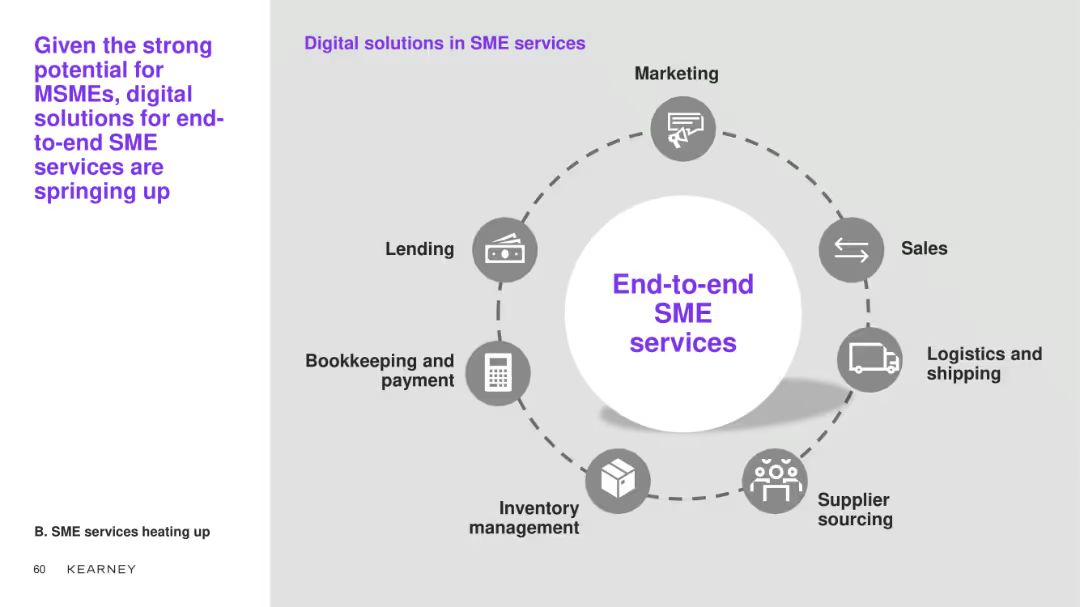 Given the strong
potential for
MSMEs, digital
solutions for end-
to-end SME
services are
springing up
Digital solutions in SME services
Marketing
Sales
Logistics and
shipping
Supplier
sourcing
Inventory
management
Bookkeeping and
payment
Lending
End-to-end
SME
services
B. SME services heating up
60 KEARNEY